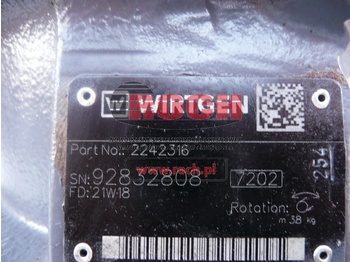 W WIRTGEN
Part No.: 2242316
SN: 92832808
7202
FD: 21W18
Rotation:
m 38 kg
254